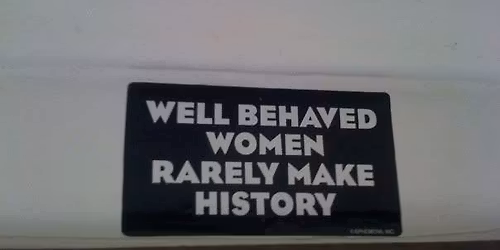 WELL BEHAVED
WOMEN
RARELY MAKE
HISTORY